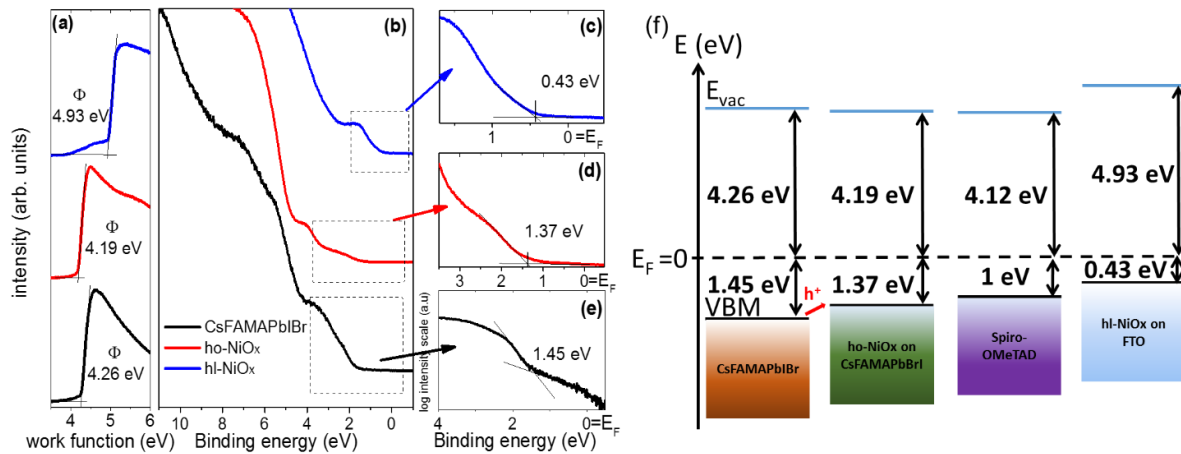 (a)
Φ
4.93 eV
Φ
4.19 eV
Φ
4.26 eV
4 5 6
work function (eV)
intensity (arb. units)
(b)
CsFAMAPbIBr
ho-NiOx
hl-NiOx
10 8 6 4 2 0
Binding energy (eV)
(c)
0.43 eV
1 0 =EF
(d)
1.37 eV
3 2 1 0=EF
(e)
1.45 eV
log intensity scale (a.u)
4 2 0=EF
Binding energy (eV)
(f)
E (eV)
Evac
4.26 eV
4.19 eV
4.12 eV
4.93 eV
EF =0
1.45 eV
h+
1.37 eV
1 eV
0.43 eV
VBM
CsFAMAPbIBr
ho-NiOx on
CsFAMAPbBrI
Spiro-
OMeTAD
hl-NiOx on
FTO